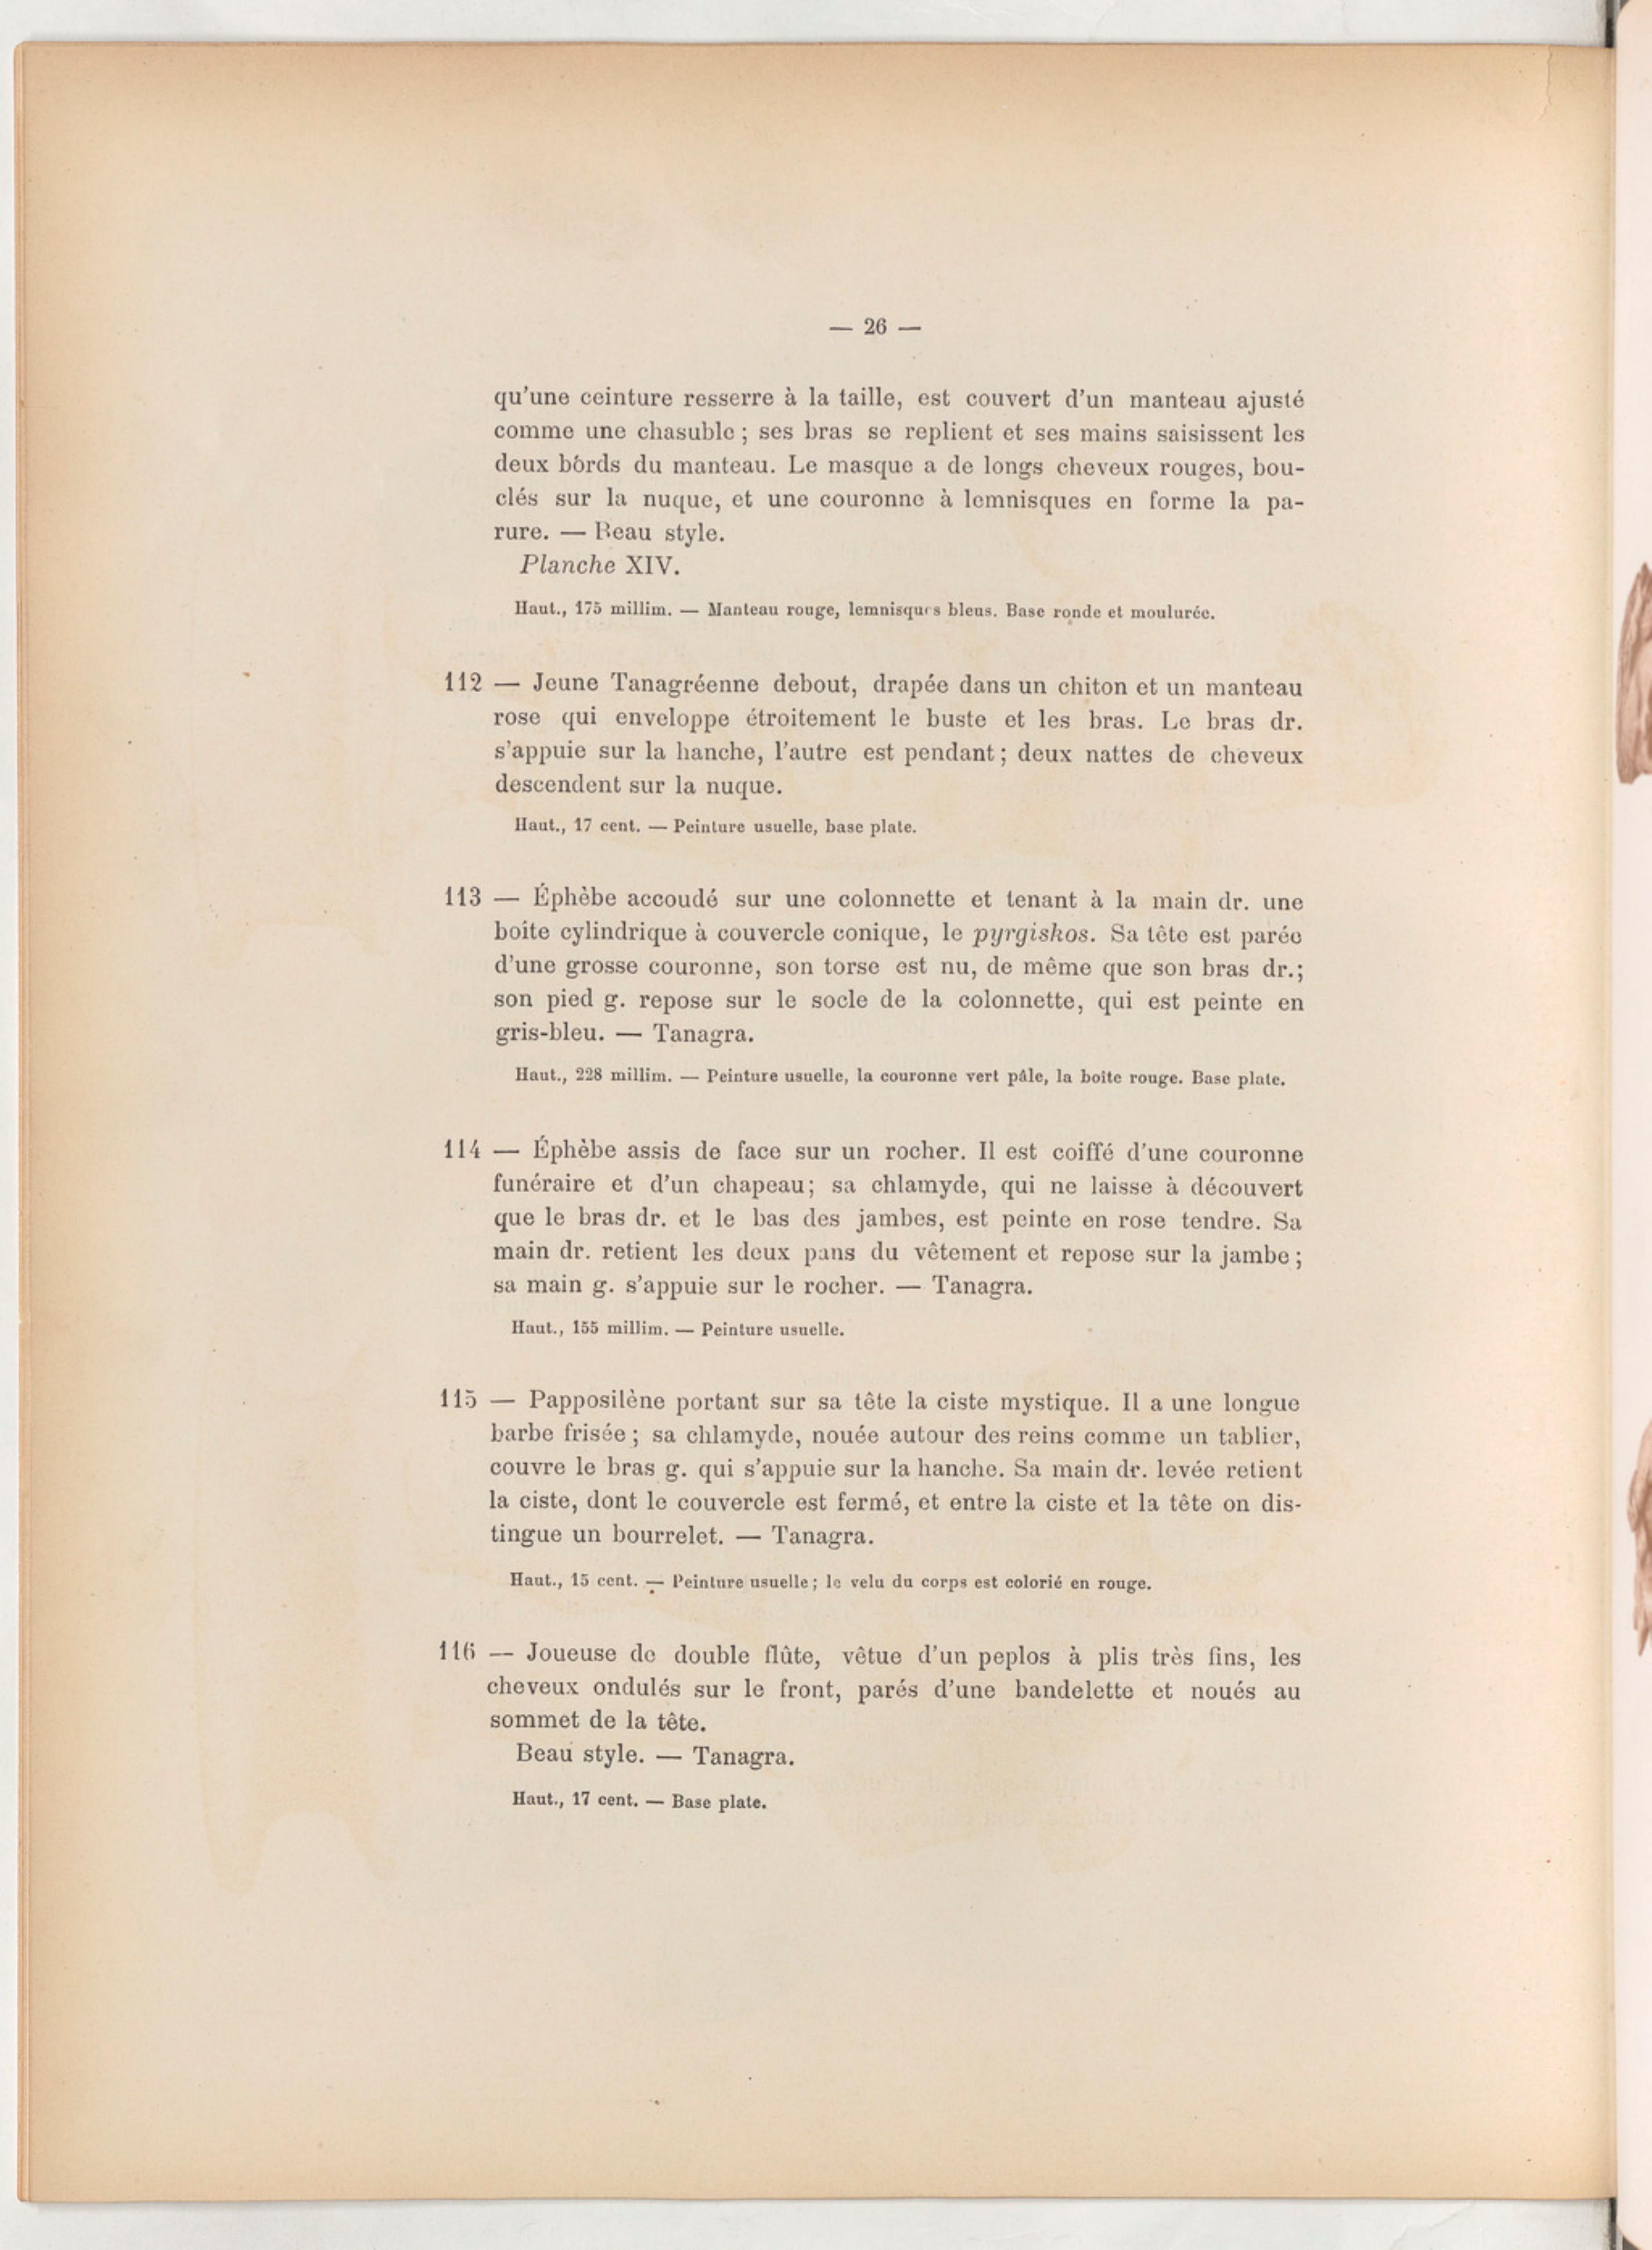 — 26 —
qu'une ceinture resserre à la taille, est couvert d'un manteau ajusté
comme une chasuble ; ses bras se replient et ses mains saisissent les
deux bords du manteau. Le masque a de longs cheveux rouges, bou-
clés sur la nuque, et une couronne à lemnisques en forme la pa-
rure. — Beau style.
Planche XIV.
Haut., 175 millim. — Manteau rouge, lemnisques bleus. Base ronde et moulurée.
112 — Jeune Tanagréenne debout, drapée dans un chiton et un manteau
rose qui enveloppe étroitement le buste et les bras. Le bras dr.
s'appuie sur la hanche, l'autre est pendant ; deux nattes de cheveux
descendent sur la nuque.
Haut., 17 cent. — Peinture usuelle, base plate.
113 — Éphèbe accoudé sur une colonnette et tenant à la main dr. une
boîte cylindrique à couvercle conique, le pyrgiskos. Sa tête est parée
d'une grosse couronne, son torse est nu, de même que son bras dr.;
son pied g. repose sur le socle de la colonnette, qui est peinte en
gris-bleu. — Tanagra.
Haut., 228 millim. — Peinture usuelle, la couronne vert pâle, la boîte rouge. Base plate.
114 — Éphèbe assis de face sur un rocher. Il est coiffé d'une couronne
funéraire et d'un chapeau; sa chlamyde, qui ne laisse à découvert
que le bras dr. et le bas des jambes, est peinte en rose tendre. Sa
main dr. retient les deux pans du vêtement et repose sur la jambe ;
sa main g. s'appuie sur le rocher. — Tanagra.
Haut., 155 millim. — Peinture usuelle.
115 — Papposilène portant sur sa tête la ciste mystique. Il a une longue
barbe frisée ; sa chlamyde, nouée autour des reins comme un tablier,
couvre le bras g. qui s'appuie sur la hanche. Sa main dr. levée retient
la ciste, dont le couvercle est fermé, et entre la ciste et la tête on dis-
tingue un bourrelet. — Tanagra.
Haut., 15 cent. — Peinture usuelle ; le velu du corps est colorié en rouge.
116 — Joueuse de double flûte, vêtue d'un peplos à plis très fins, les
cheveux ondulés sur le front, parés d'une bandelette et noués au
sommet de la tête.
Beau style. — Tanagra.
Haut., 17 cent. — Base plate.